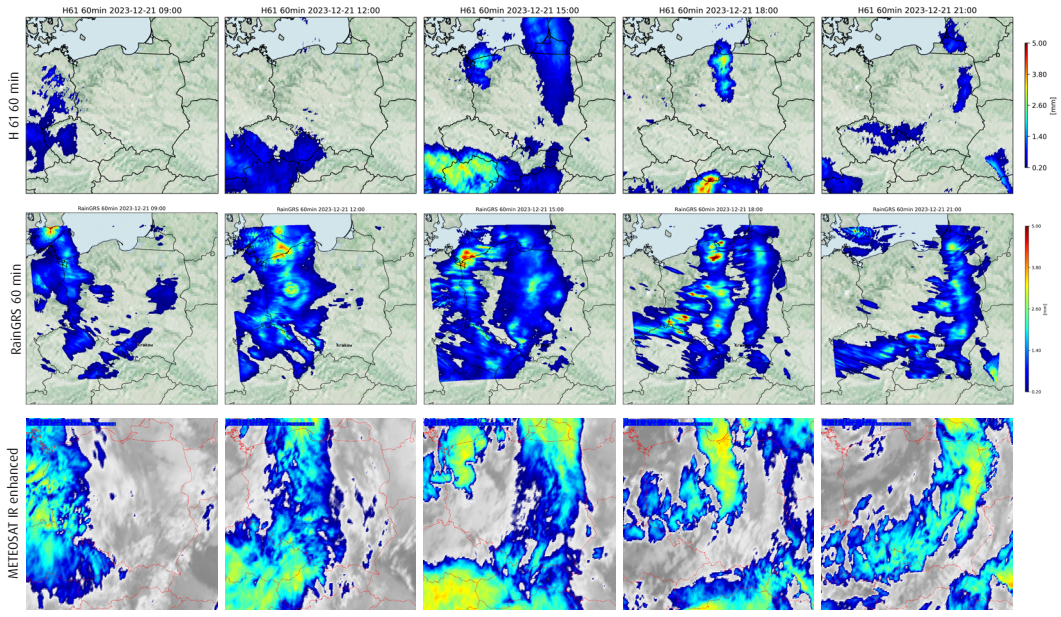 H61 60min 2023-12-21 09:00
H61 60min 2023-12-21 12:00
H61 60min 2023-12-21 15:00
H61 60min 2023-12-21 18:00
H61 60min 2023-12-21 21:00
H 61 60 min
5.00
3.80
2.60
1.40
0.20
[mm]
RainGRS 60min 2023-12-21 09:00
RainGRS 60min 2023-12-21 12:00
RainGRS 60min 2023-12-21 15:00
RainGRS 60min 2023-12-21 18:00
RainGRS 60min 2023-12-21 21:00
RainGRS 60 min
Krakow
Krakow
Krakow
Krakow
Krakow
5.00
3.80
2.60
1.40
0.20
[mm]
METEOSAT IR enhanced